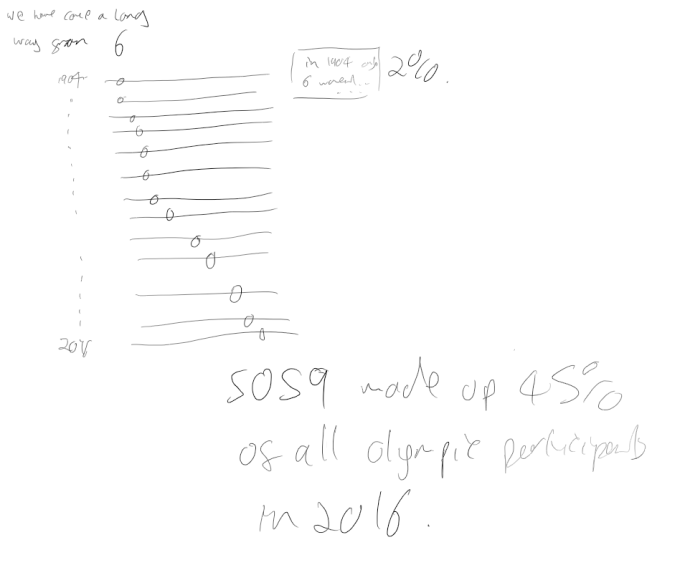 we have come a long
way from 6
in 1904 only
6 women...
2%.
1904
5059 made up 45%
of all olympic participants
in 2016.